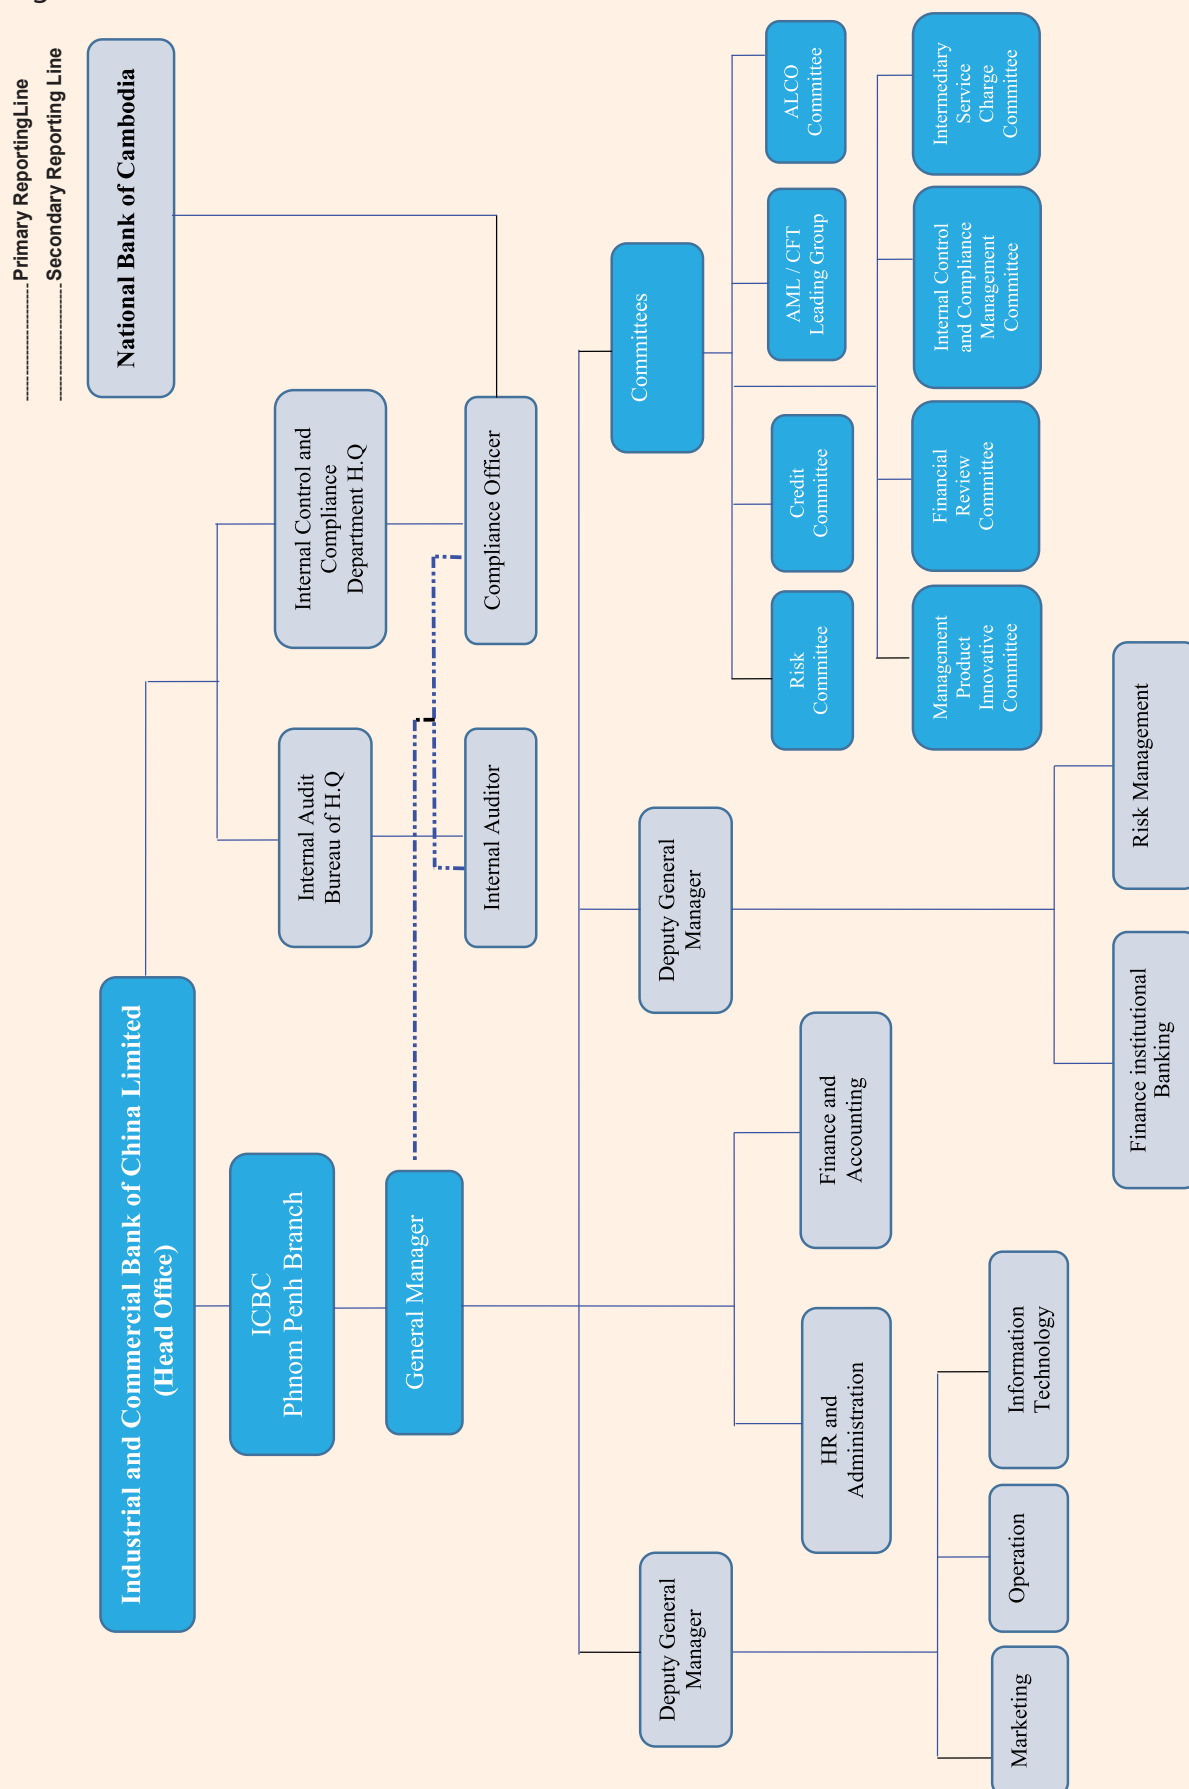 Primary ReportingLine
Secondary Reporting Line
National Bank of Cambodia
Industrial and Commercial Bank of China Limited
(Head Office)
ICBC
Phnom Penh Branch
Internal Audit
Bureau of H.Q
Internal Control and
Compliance
Department H.Q
General Manager
Internal Auditor
Compliance Officer
Deputy General
Manager
Deputy General
Manager
Committees
HR and
Administration
Finance and
Accounting
Risk
Committee
Credit
Committee
AML / CFT
Leading Group
ALCO
Committee
Management
Product
Innovative
Committee
Financial
Review
Committee
Internal Control
and Compliance
Management
Committee
Intermediary
Service
Charge
Committee
Marketing
Operation
Information
Technology
Finance institutional
Banking
Risk Management